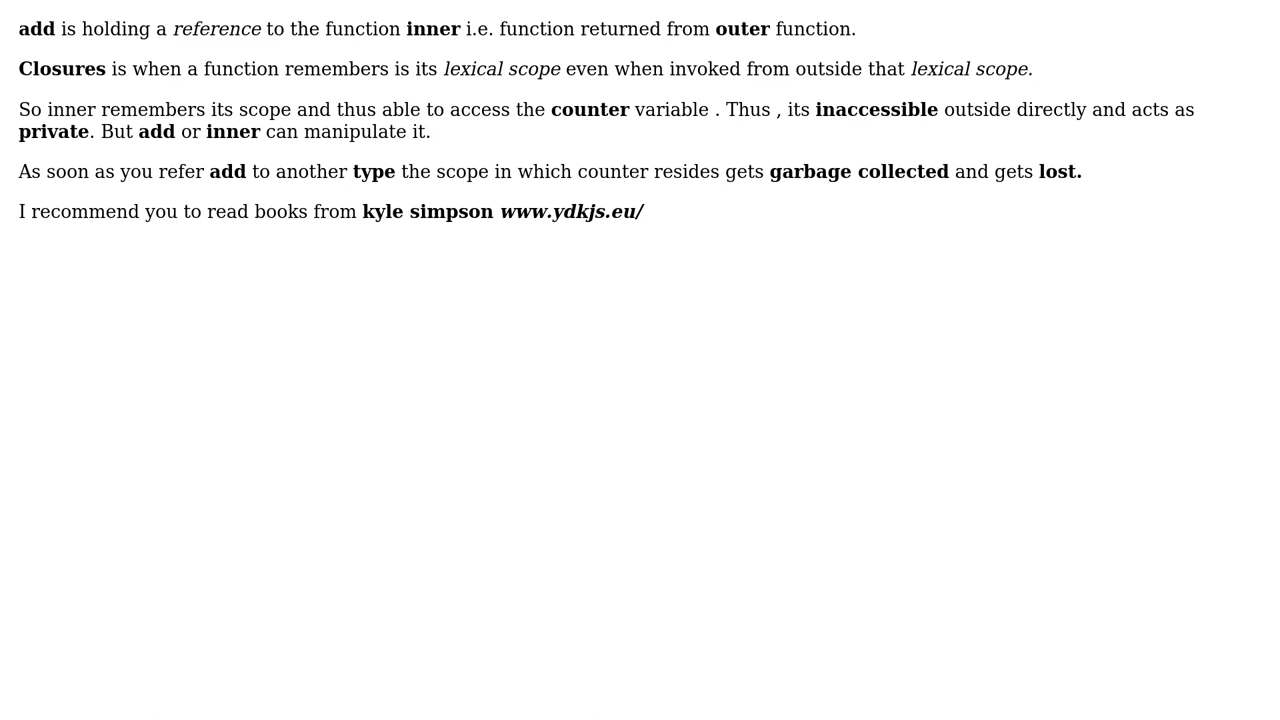 add is holding a reference to the function inner i.e. function returned from outer function.
Closures is when a function remembers is its lexical scope even when invoked from outside that lexical scope.
So inner remembers its scope and thus able to access the counter variable . Thus , its inaccessible outside directly and acts as
private. But add or inner can manipulate it.
As soon as you refer add to another type the scope in which counter resides gets garbage collected and gets lost.
I recommend you to read books from kyle simpson www.ydkjs.eu/